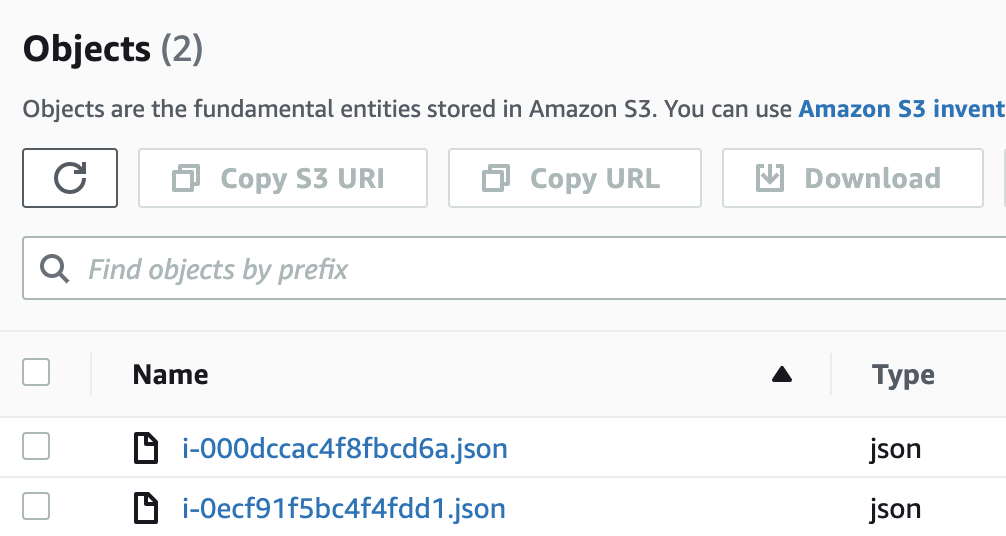 Objects (2)
Objects are the fundamental entities stored in Amazon S3. You can use Amazon S3 invent
Copy S3 URI Copy URL Download
Find objects by prefix
Name Type
i-000dccac4f8fbcd6a.json json
i-0ecf91f5bc4f4fdd1.json json